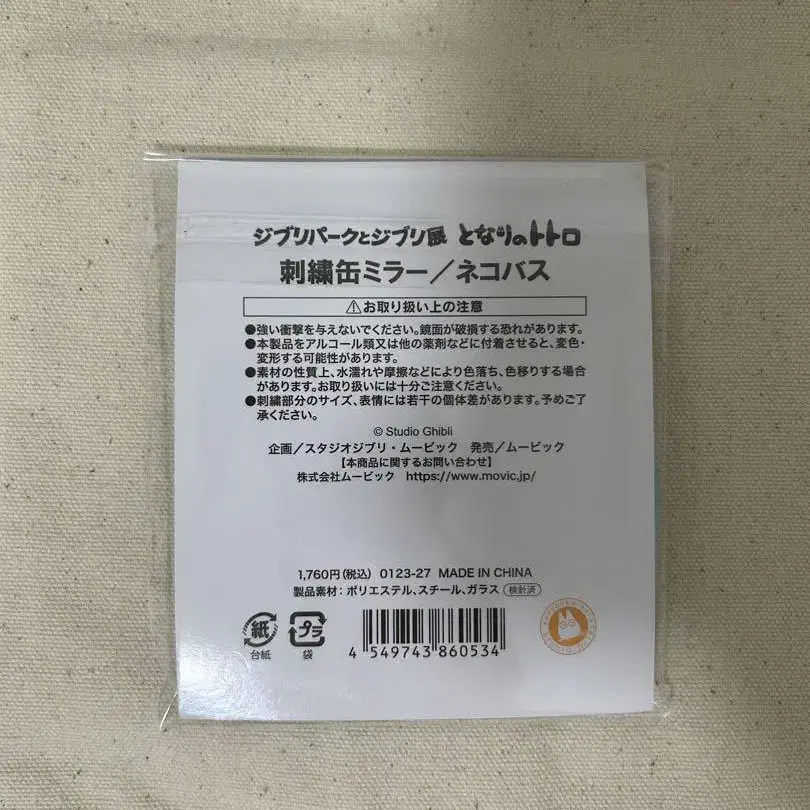 ジブリパークとジブリ展 となりのトトロ
刺繍缶ミラー／ネコバス
⚠お取り扱い上の注意
●強い衝撃を与えないでください。鏡面が破損する恐れがあります。
●本製品をアルコール類又は他の薬剤などに付着させると、変色・
変形する可能性があります。
●素材の性質上、水濡れや摩擦などにより色落ち、色移りする場合
があります。お取り扱いには十分ご注意ください。
●刺繍部分のサイズ、表情には若干の個体差があります。予めご了
承ください。
© Studio Ghibli
企画／スタジオジブリ・ムービック 発売／ムービック
【本商品に関するお問い合わせ】
株式会社ムービック https://www.movic.jp/
1,760円(税込) 0123-27 MADE IN CHINA
製品素材：ポリエステル、スチール、ガラス 検針済
紙 プラ
台紙 袋
4 549743 860534